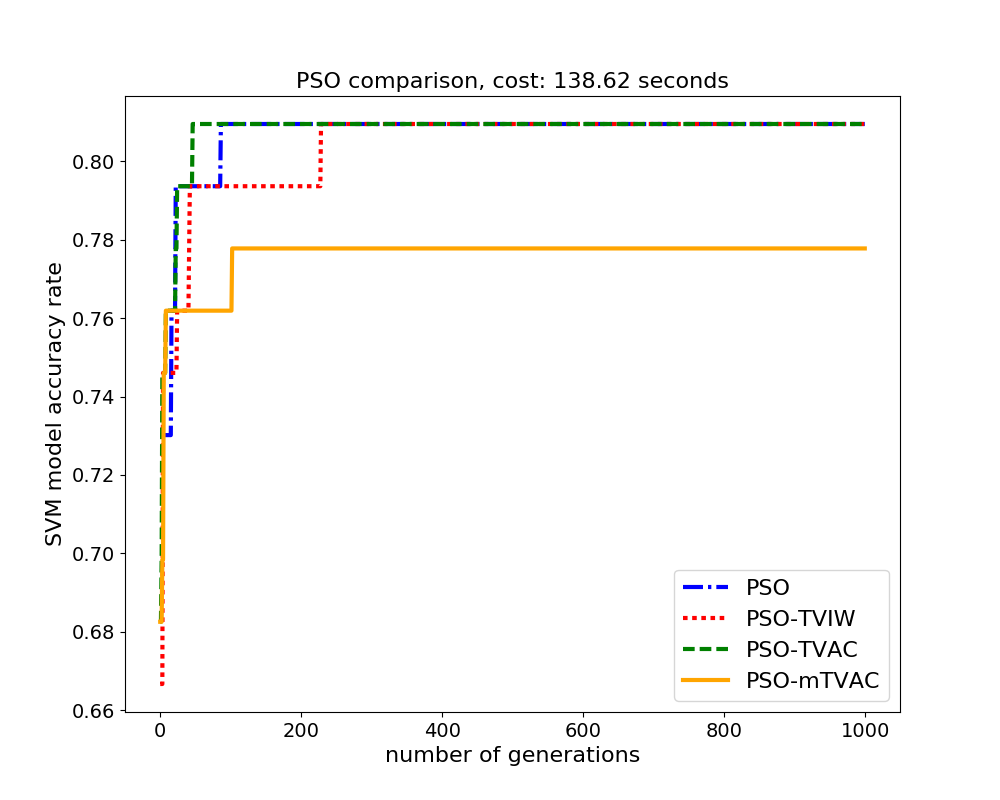 PSO comparison, cost: 138.62 seconds
SVM model accuracy rate
0.80
0.78
0.76
0.74
0.72
0.70
0.68
0.66
0 200 400 600 800 1000
number of generations
PSO
PSO-TVIW
PSO-TVAC
PSO-mTVAC